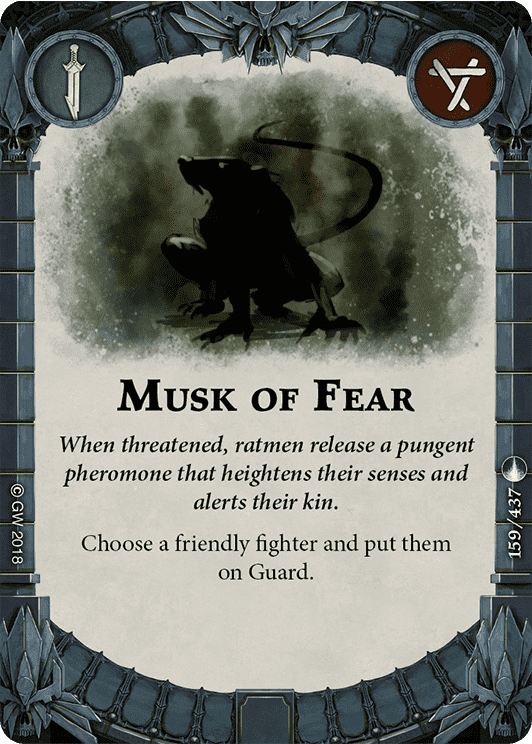 Musk of Fear
When threatened, ratmen release a pungent
pheromone that heightens their senses and
alerts their kin.
Choose a friendly fighter and put them
on Guard.
© GW 2018
159/437